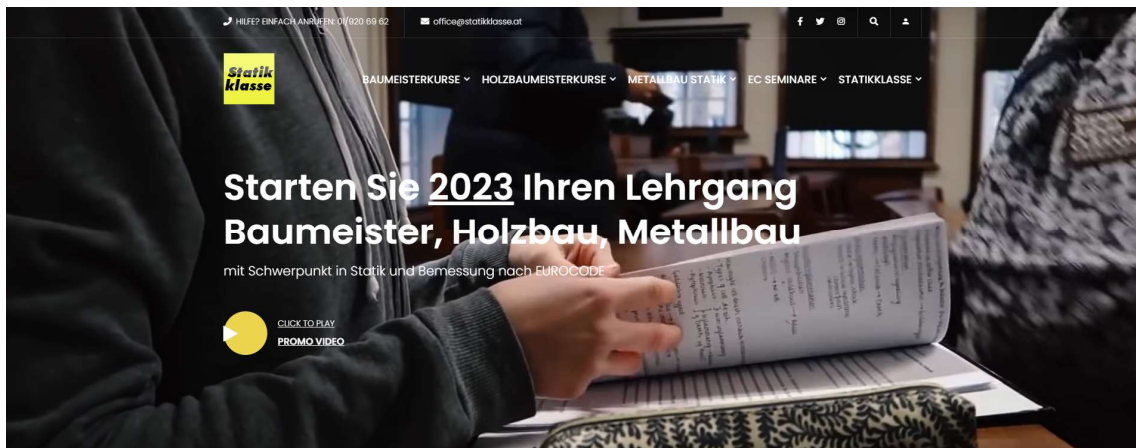 HILFE? EINFACH ANRUFEN: 01/920 69 62
office@statikklasse.at
Statik
klasse
BAUMEISTERKURSE
HOLZBAUMEISTERKURSE
METALLBAU STATIK
EC SEMINARE
STATIKKLASSE
Starten Sie 2023 Ihren Lehrgang
Baumeister, Holzbau, Metallbau
mit Schwerpunkt in Statik und Bemessung nach EUROCODE
CLICK TO PLAY
PROMO VIDEO